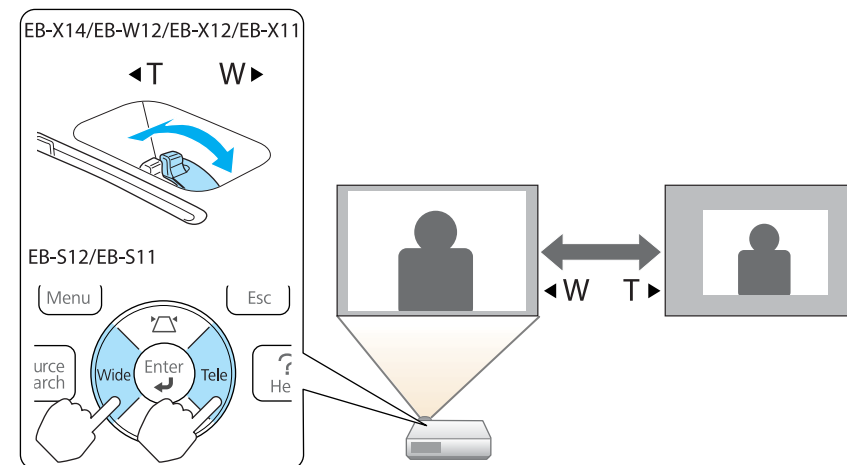 EB-X14/EB-W12/EB-X12/EB-X11
◀T W▶
EB-S12/EB-S11
Menu
Esc
urce
arch
Wide
Enter
Tele
?
He
◀W T▶